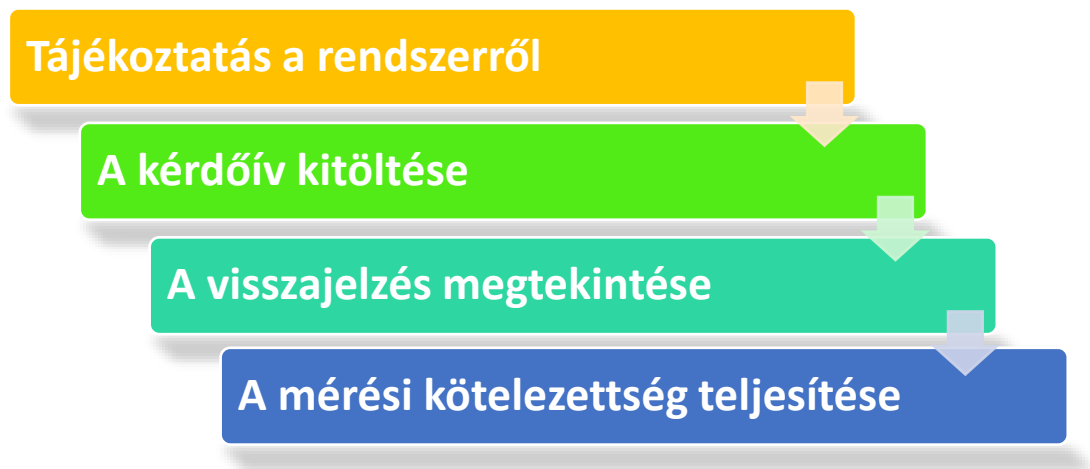 Tájékoztatás a rendszerről
A kérdőív kitöltése
A visszajelzés megtekintése
A mérési kötelezettség teljesítése